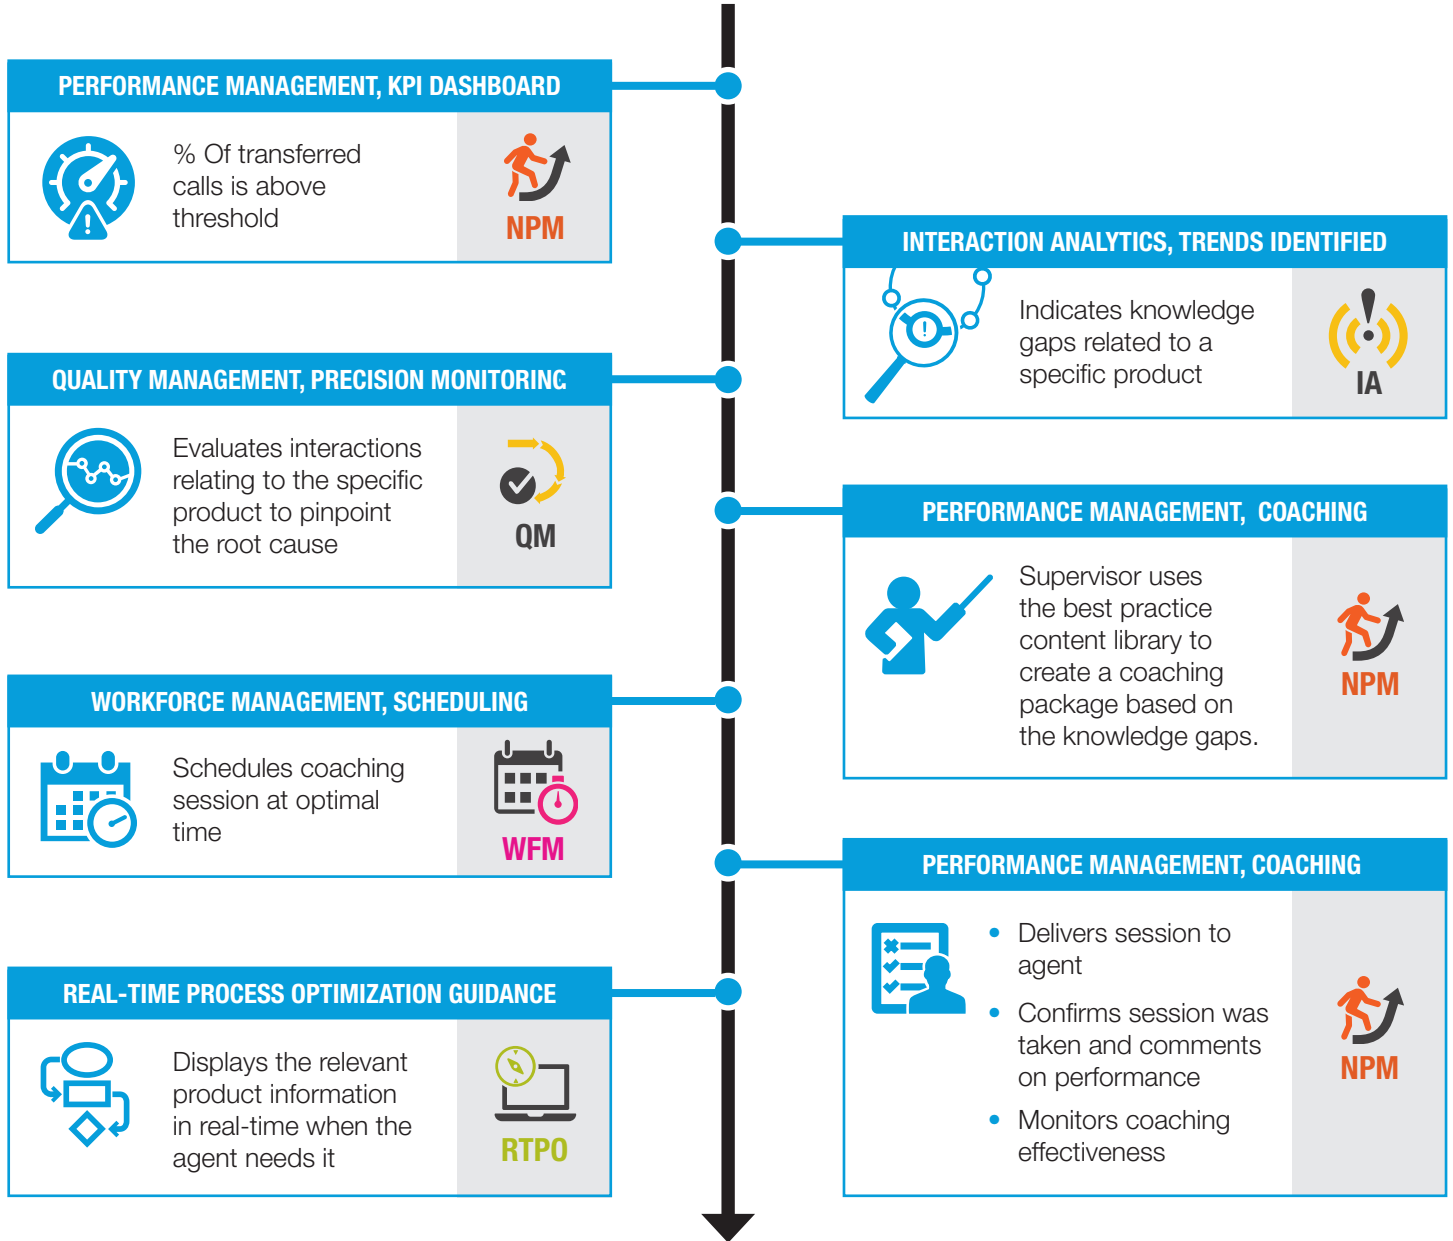 PERFORMANCE MANAGEMENT, KPI DASHBOARD
% Of transferred
calls is above
threshold
NPM
INTERACTION ANALYTICS, TRENDS IDENTIFIED
Indicates knowledge
gaps related to a
specific product
IA
QUALITY MANAGEMENT, PRECISION MONITORING
Evaluates interactions
relating to the specific
product to pinpoint
the root cause
QM
PERFORMANCE MANAGEMENT, COACHING
Supervisor uses
the best practice
content library to
create a coaching
package based on
the knowledge gaps.
NPM
WORKFORCE MANAGEMENT, SCHEDULING
Schedules coaching
session at optimal
time
WFM
PERFORMANCE MANAGEMENT, COACHING
• Delivers session to
agent
• Confirms session was
taken and comments
on performance
• Monitors coaching
effectiveness
NPM
REAL-TIME PROCESS OPTIMIZATION GUIDANCE
Displays the relevant
product information
in real-time when the
agent needs it
RTPO